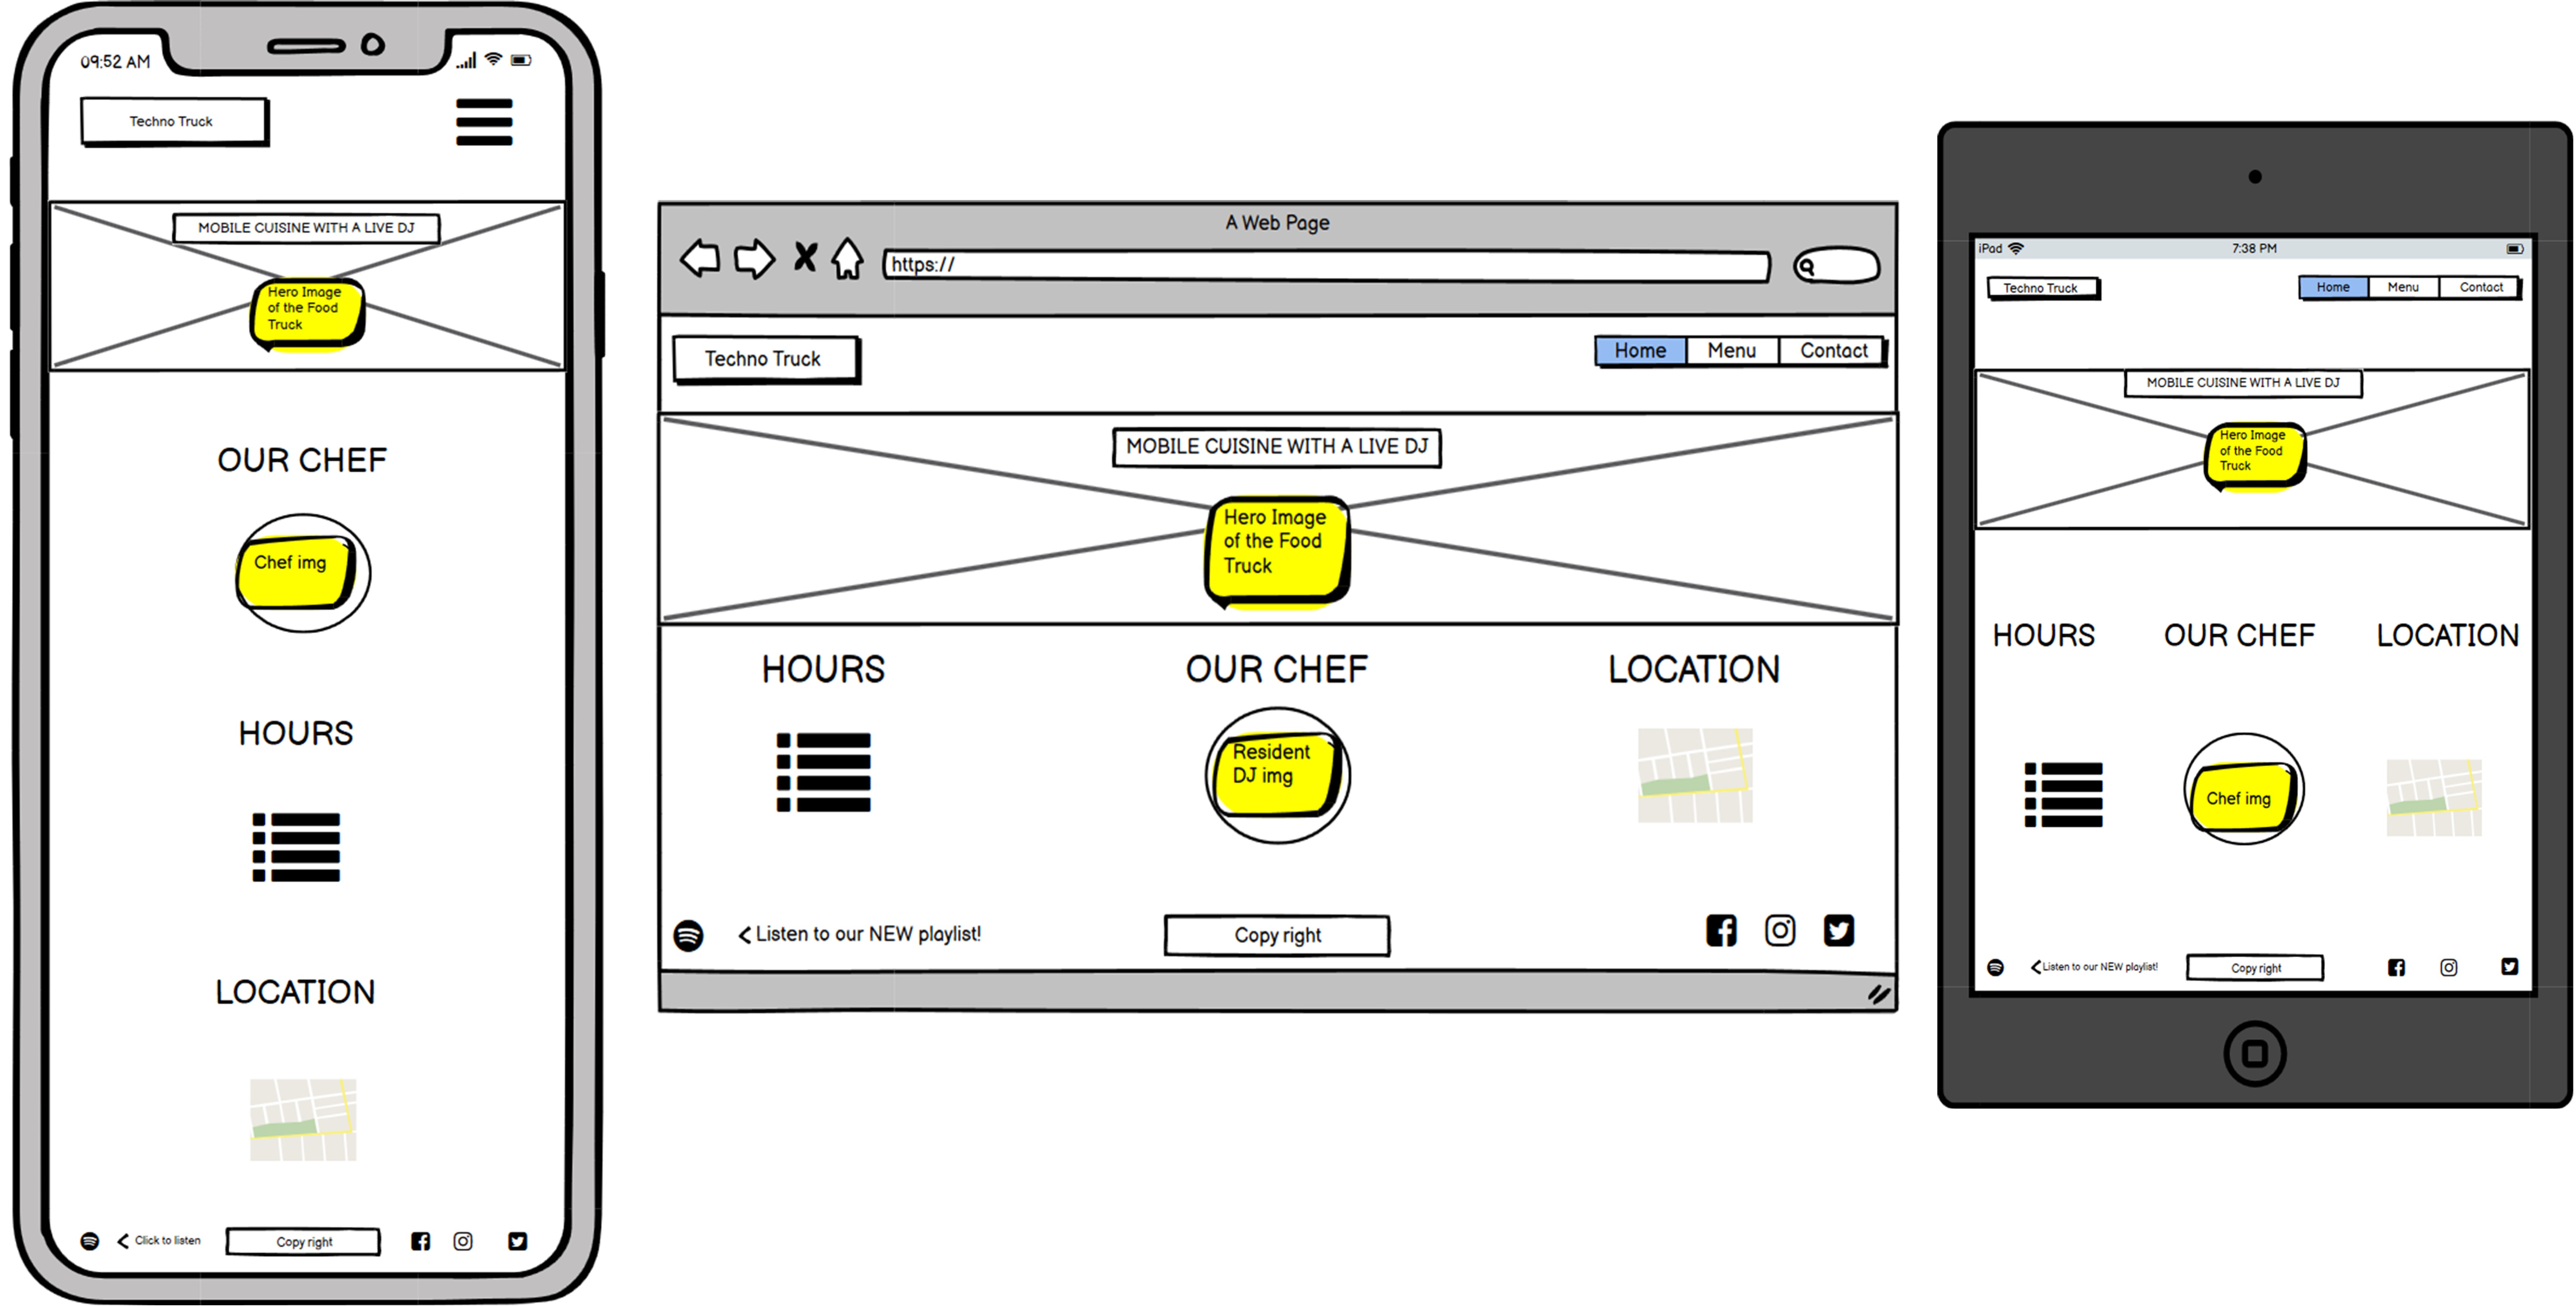 09:52 AM
Techno Truck
MOBILE CUISINE WITH A LIVE DJ
Hero Image
of the Food
Truck
OUR CHEF
Chef img
HOURS
LOCATION
Click to listen
Copy right
A Web Page
https://
Techno Truck
Home
Menu
Contact
MOBILE CUISINE WITH A LIVE DJ
Hero Image
of the Food
Truck
HOURS
OUR CHEF
LOCATION
Resident
DJ img
Listen to our NEW playlist!
Copy right
iPad
7:38 PM
Techno Truck
Home
Menu
Contact
MOBILE CUISINE WITH A LIVE DJ
Hero Image
of the Food
Truck
HOURS
OUR CHEF
LOCATION
Chef img
Listen to our NEW playlist!
Copy right